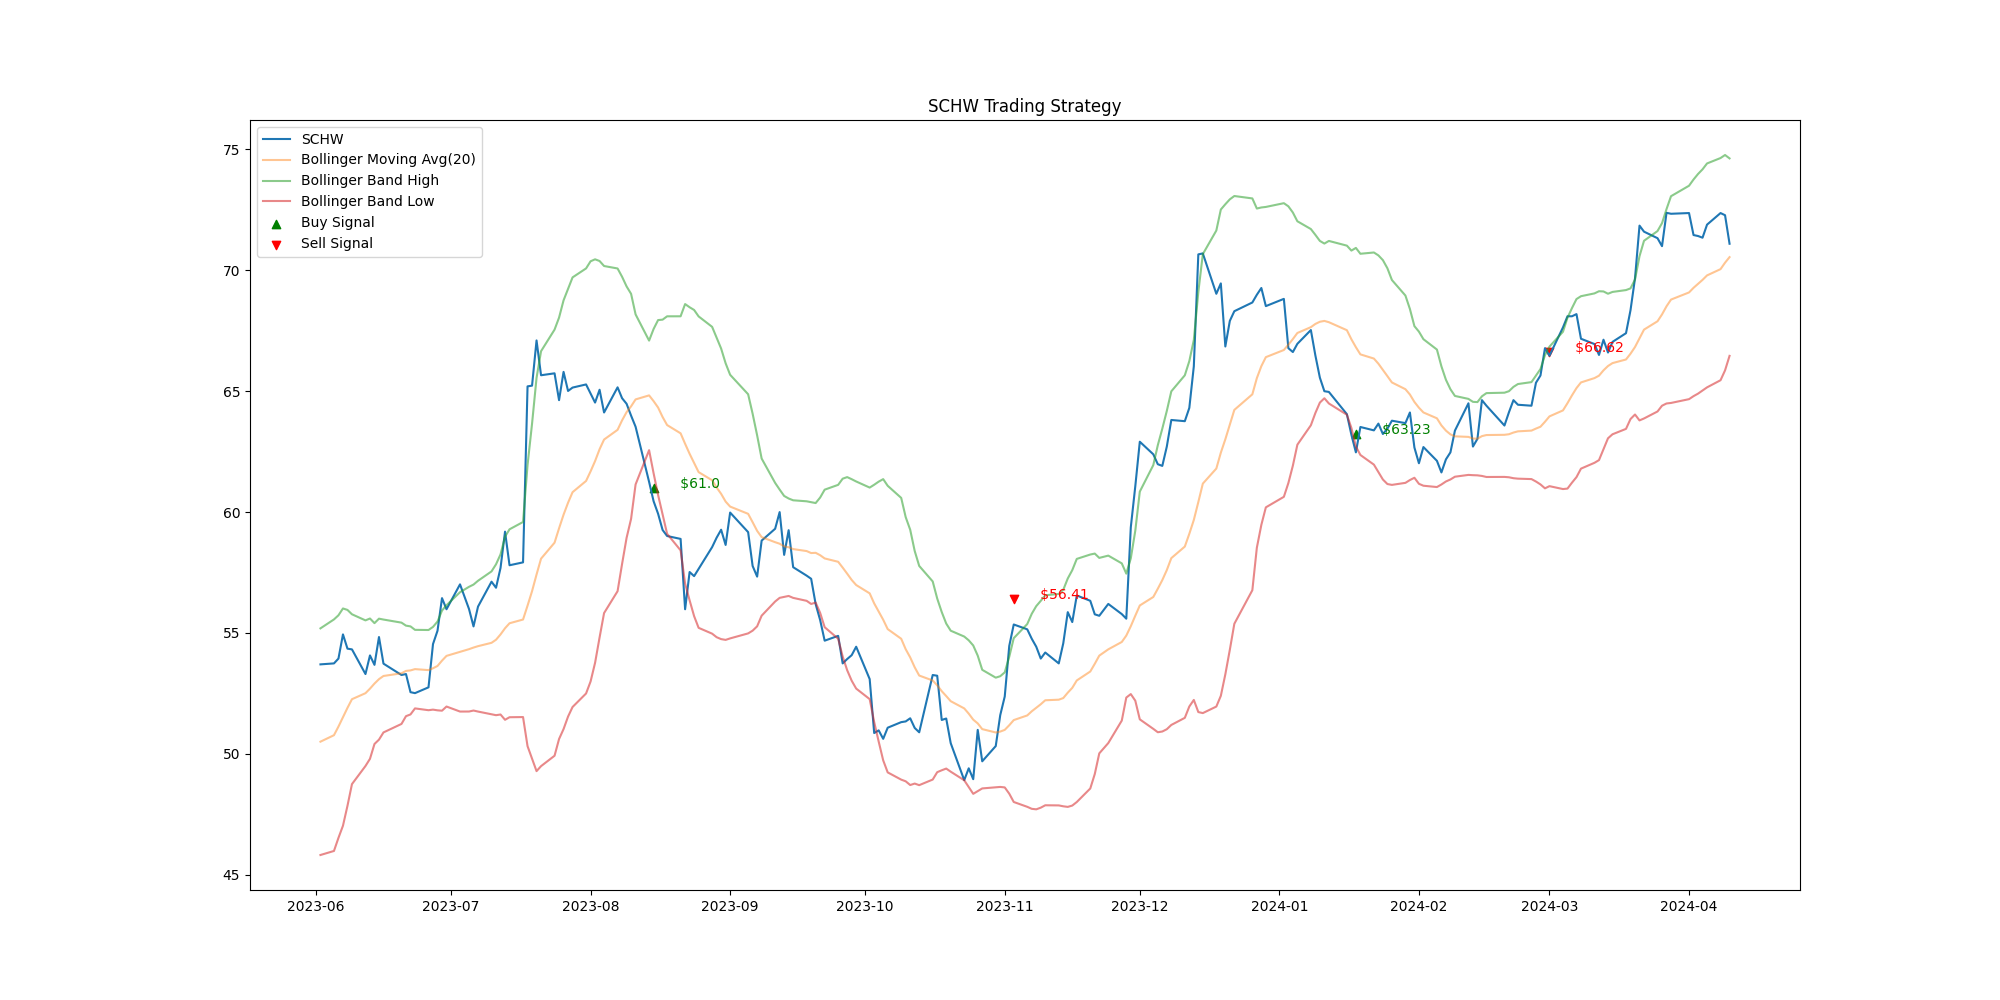 SCHW Trading Strategy
SCHW
Bollinger Moving Avg(20)
Bollinger Band High
Bollinger Band Low
Buy Signal
Sell Signal
75
70
65
60
55
50
45
$61.0
$56.41
$63.23
$66.62
2023-06 2023-07 2023-08 2023-09 2023-10 2023-11 2023-12 2024-01 2024-02 2024-03 2024-04